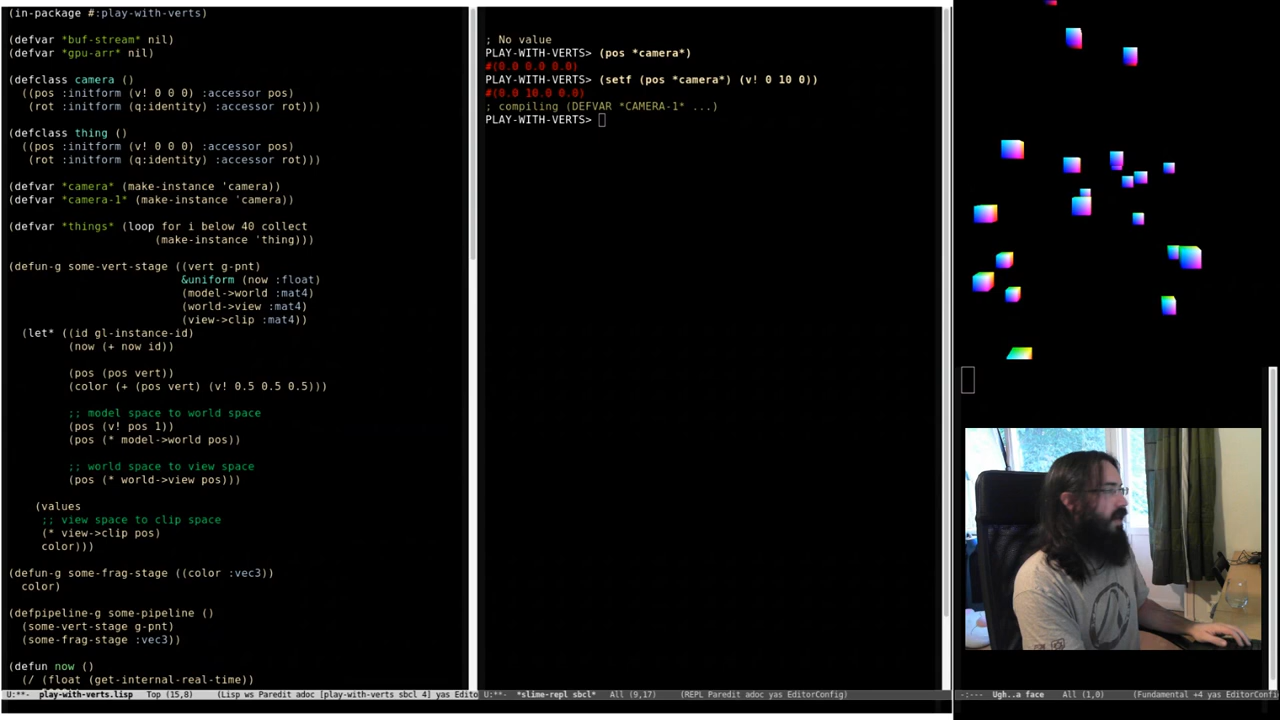 (in-package #:play-with-verts)
(defvar *buf-stream* nil)
(defvar *gpu-arr* nil)
(defclass camera ()
  ((pos :initform (v! 0 0 0) :accessor pos)
   (rot :initform (q:identity) :accessor rot)))
(defclass thing ()
  ((pos :initform (v! 0 0 0) :accessor pos)
   (rot :initform (q:identity) :accessor rot)))
(defvar *camera* (make-instance 'camera))
(defvar *camera-1* (make-instance 'camera))
(defvar *things* (loop for i below 40 collect
                      (make-instance 'thing)))
(defun-g some-vert-stage ((vert g-pnt)
                          &uniform (now :float)
                          (model->world :mat4)
                          (world->view :mat4)
                          (view->clip :mat4))
  (let* ((id gl-instance-id)
         (now (+ now id))
         (pos (pos vert))
         (color (+ (pos vert) (v! 0.5 0.5 0.5)))
         ;; model space to world space
         (pos (v! pos 1))
         (pos (* model->world pos))
         ;; world space to view space
         (pos (* world->view pos)))
    (values
     ;; view space to clip space
     (* view->clip pos)
     color)))
(defun-g some-frag-stage ((color :vec3))
  color)
(defpipeline-g some-pipeline ()
  (some-vert-stage g-pnt)
  (some-frag-stage :vec3))
(defun now ()
  (/ (float (get-internal-real-time))
U:**-  play-with-verts.lisp   Top (15,8)      (Lisp ws Paredit adoc [play-with-verts sbcl 4] yas Edito
; No value
PLAY-WITH-VERTS> (pos *camera*)
#(0.0 0.0 0.0)
PLAY-WITH-VERTS> (setf (pos *camera*) (v! 0 10 0))
#(0.0 10.0 0.0)
; compiling (DEFVAR *CAMERA-1* ...)
PLAY-WITH-VERTS>
U:**-  *slime-repl sbcl*   All (9,17)     (REPL Paredit adoc yas EditorConfig)
-:---  Ugh..a face    All (1,0)      (Fundamental +4 yas EditorConfi